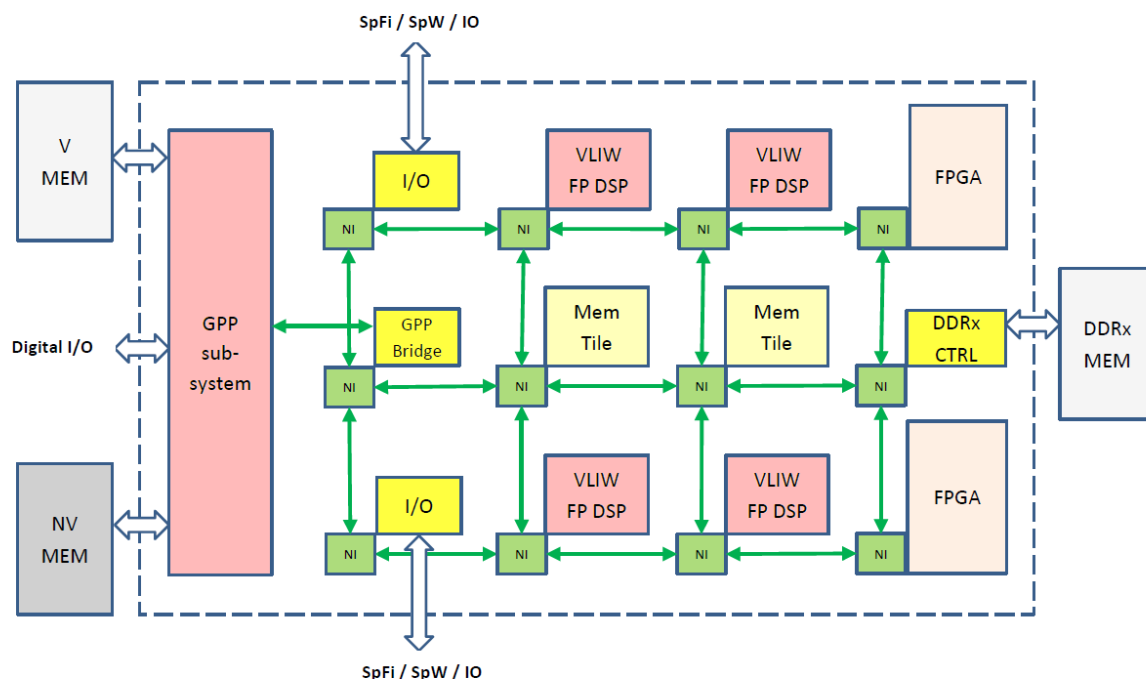 SpFi / SpW / IO
V
MEM
VLIW
FP DSP
VLIW
FP DSP
FPGA
I/O
NI
NI
NI
NI
GPP
sub-
system
GPP
Bridge
Mem
Tile
Mem
Tile
DDRx
CTRL
DDRx
MEM
Digital I/O
NI
NI
NI
NI
NV
MEM
I/O
VLIW
FP DSP
VLIW
FP DSP
FPGA
NI
NI
NI
NI
SpFi / SpW / IO